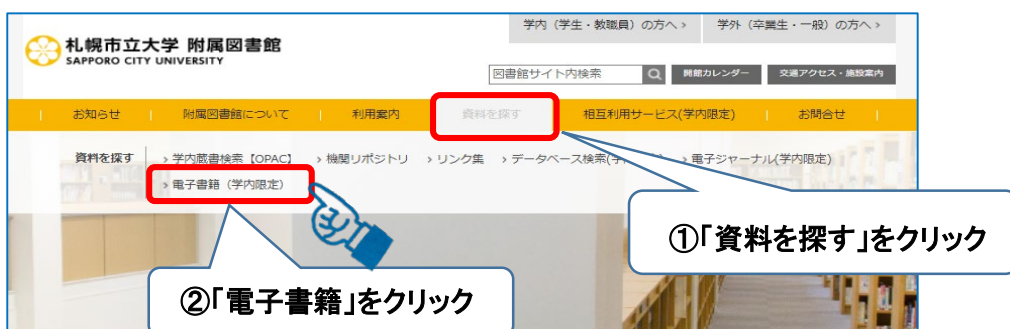 学内（学生・教職員）の方へ› 学外（卒業生・一般）の方へ›
札幌市立大学 附属図書館
SAPPORO CITY UNIVERSITY
図書館サイト内検索 開館カレンダー 交通アクセス・施設案内
お知らせ 附属図書館について 利用案内 資料を探す 相互利用サービス(学内限定) お問合せ
資料を探す ›学内蔵書検索【OPAC】 ›機関リポジトリ ›リンク集 ›データベース検索(学 ›電子ジャーナル(学内限定)
›電子書籍（学内限定）
①「資料を探す」をクリック
②「電子書籍」をクリック